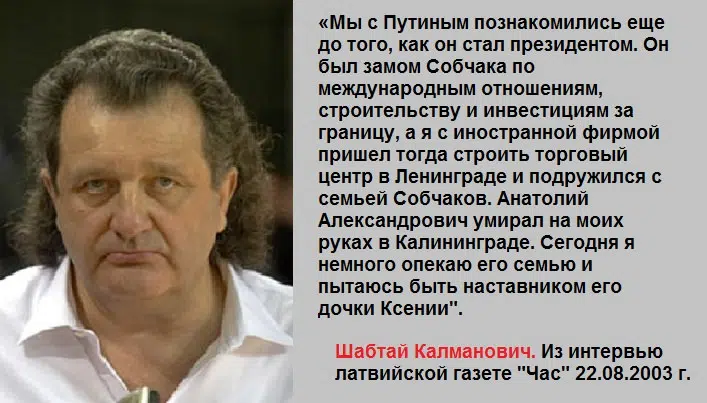 «Мы с Путиным познакомились еще
до того, как он стал президентом. Он
был замом Собчака по
международным отношениям,
строительству и инвестициям за
границу, а я с иностранной фирмой
пришел тогда строить торговый
центр в Ленинграде и подружился с
семьей Собчаков. Анатолий
Александрович умирал на моих
руках в Калининграде. Сегодня я
немного опекаю его семью и
пытаюсь быть наставником его
дочки Ксении".
Шабтай Калманович. Из интервью
латвийской газете "Час" 22.08.2003 г.